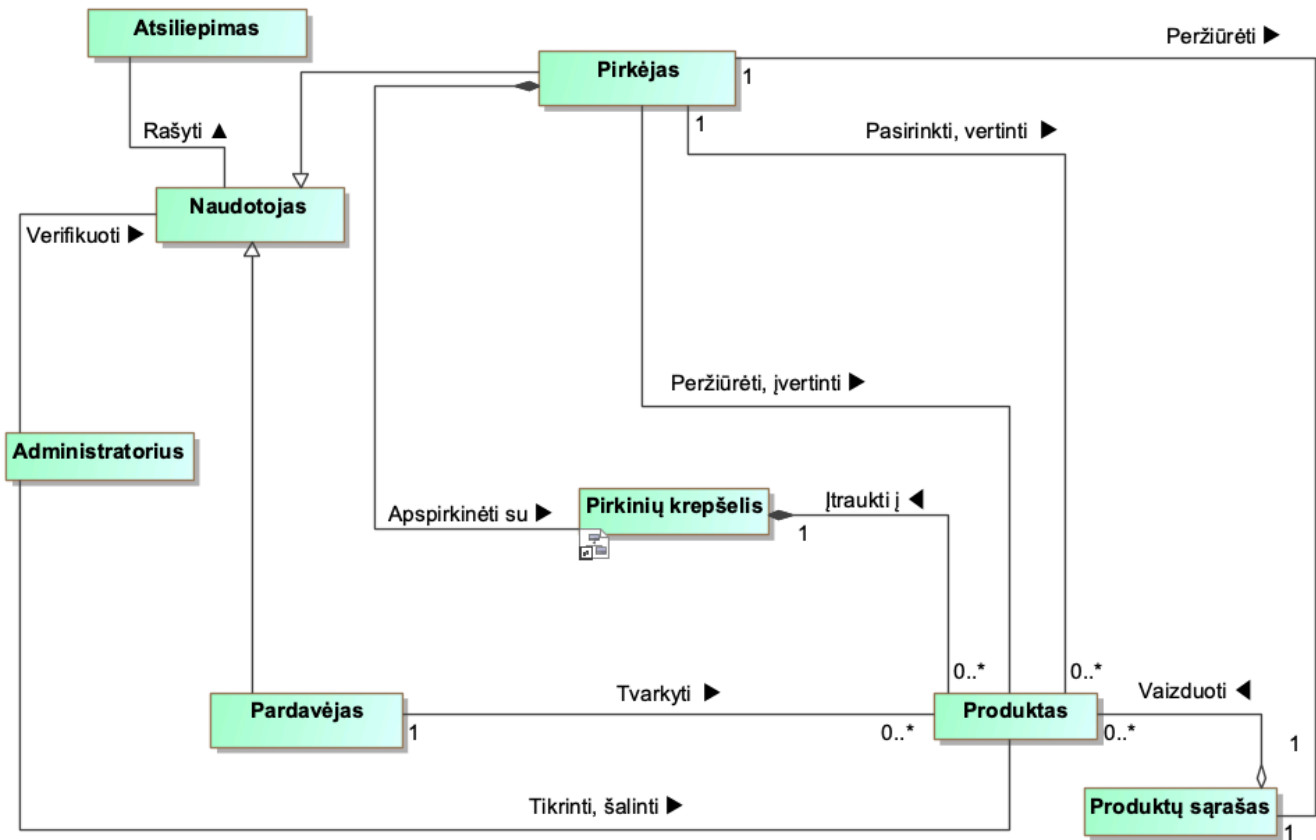 Atsiliepimas
Peržiūrėti ▶
Pirkėjas
1
1
Rašyti ▲
Pasirinkti, vertinti ▶
Naudotojas
Verifikuoti ▶
Peržiūrėti, įvertinti ▶
Administratorius
Pirkinių krepšelis
Įtraukti į ◀
Apspirkinėti su ▶
1
0..*
0..*
Tvarkyti ▶
Vaizduoti ◀
Pardavėjas
Produktas
1
0..*
0..*
1
Tikrinti, šalinti ▶
Produktų sąrašas
1